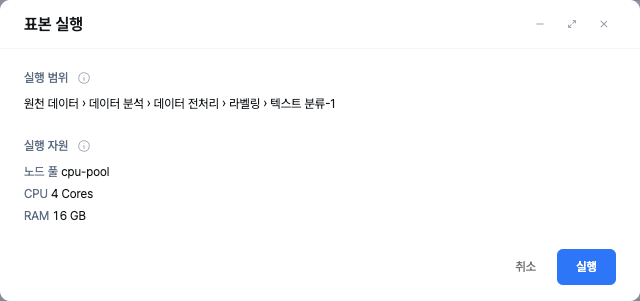 표본 실행
실행 범위
원천 데이터 › 데이터 분석 › 데이터 전처리 › 라벨링 › 텍스트 분류-1
실행 자원
노드 풀 cpu-pool
CPU 4 Cores
RAM 16 GB
취소 실행